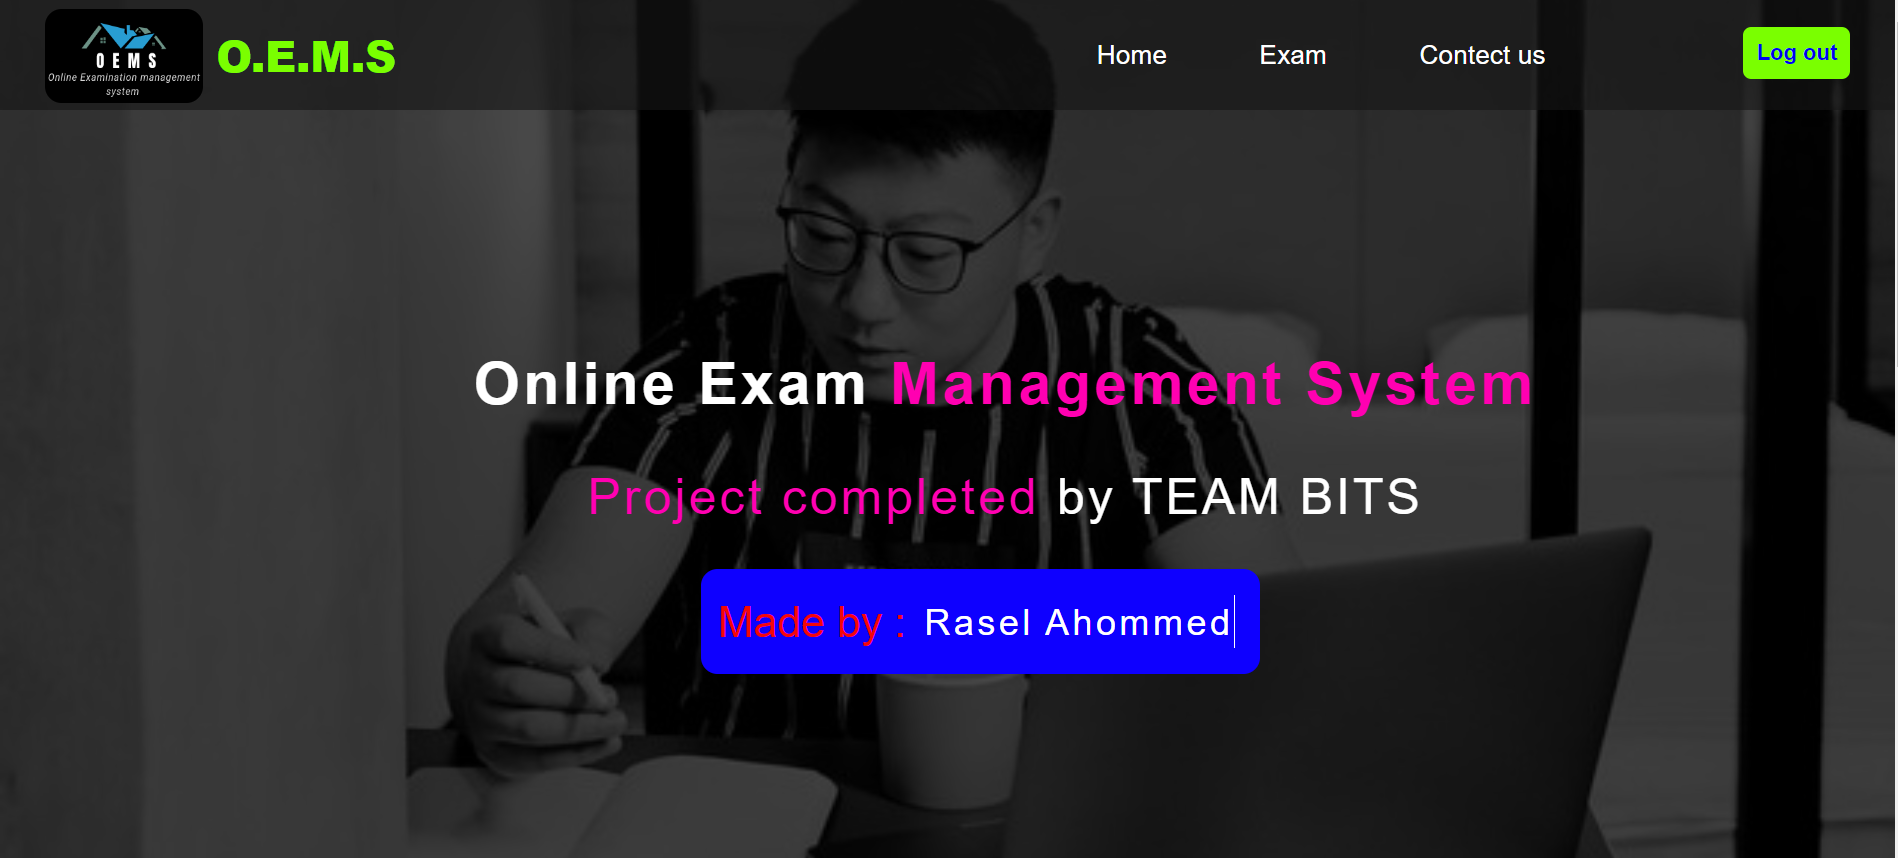 OEMS
Online Examination management
system
O.E.M.S
Home
Exam
Contect us
Log out
Online Exam Management System
Project completed by TEAM BITS
Made by : Rasel Ahommed